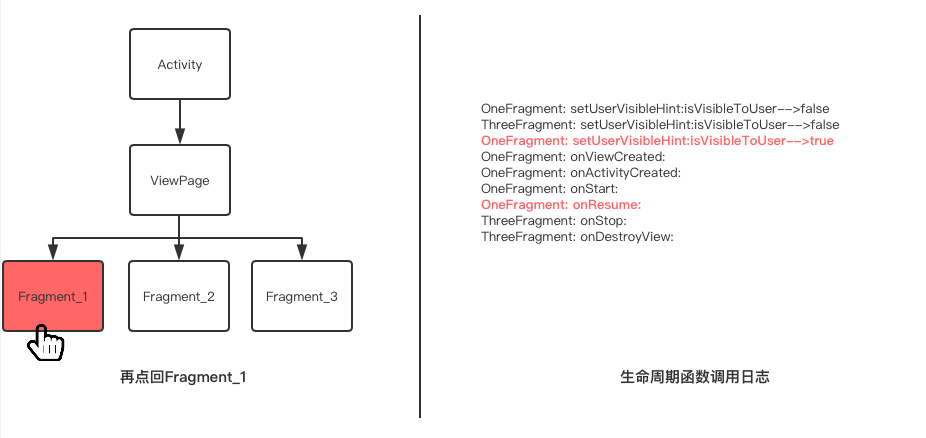 Activity
ViewPage
Fragment_1
Fragment_2
Fragment_3
再点回Fragment_1
OneFragment: setUserVisibleHint:isVisibleToUser-->false
ThreeFragment: setUserVisibleHint:isVisibleToUser-->false
OneFragment: setUserVisibleHint:isVisibleToUser-->true
OneFragment: onViewCreated:
OneFragment: onActivityCreated:
OneFragment: onStart:
OneFragment: onResume:
ThreeFragment: onStop:
ThreeFragment: onDestroyView:
生命周期函数调用日志